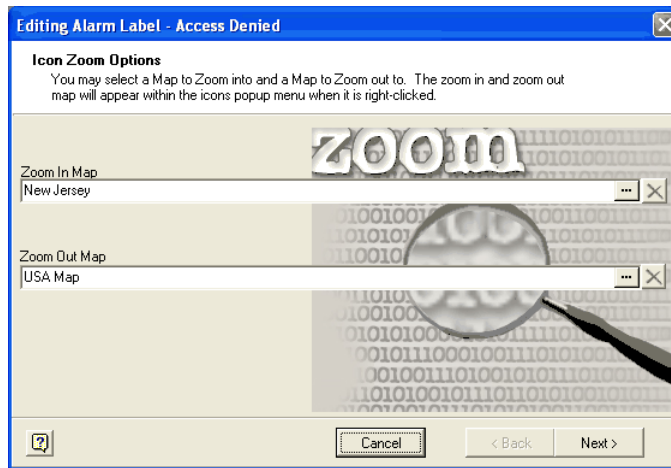 Editing Alarm Label - Access Denied
Icon Zoom Options
You may select a Map to Zoom into and a Map to Zoom out to. The zoom in and zoom out
map will appear within the icons popup menu when it is right-clicked.
zoom
Zoom In Map
New Jersey
...
Zoom Out Map
USA Map
...
?
Cancel
< Back
Next >